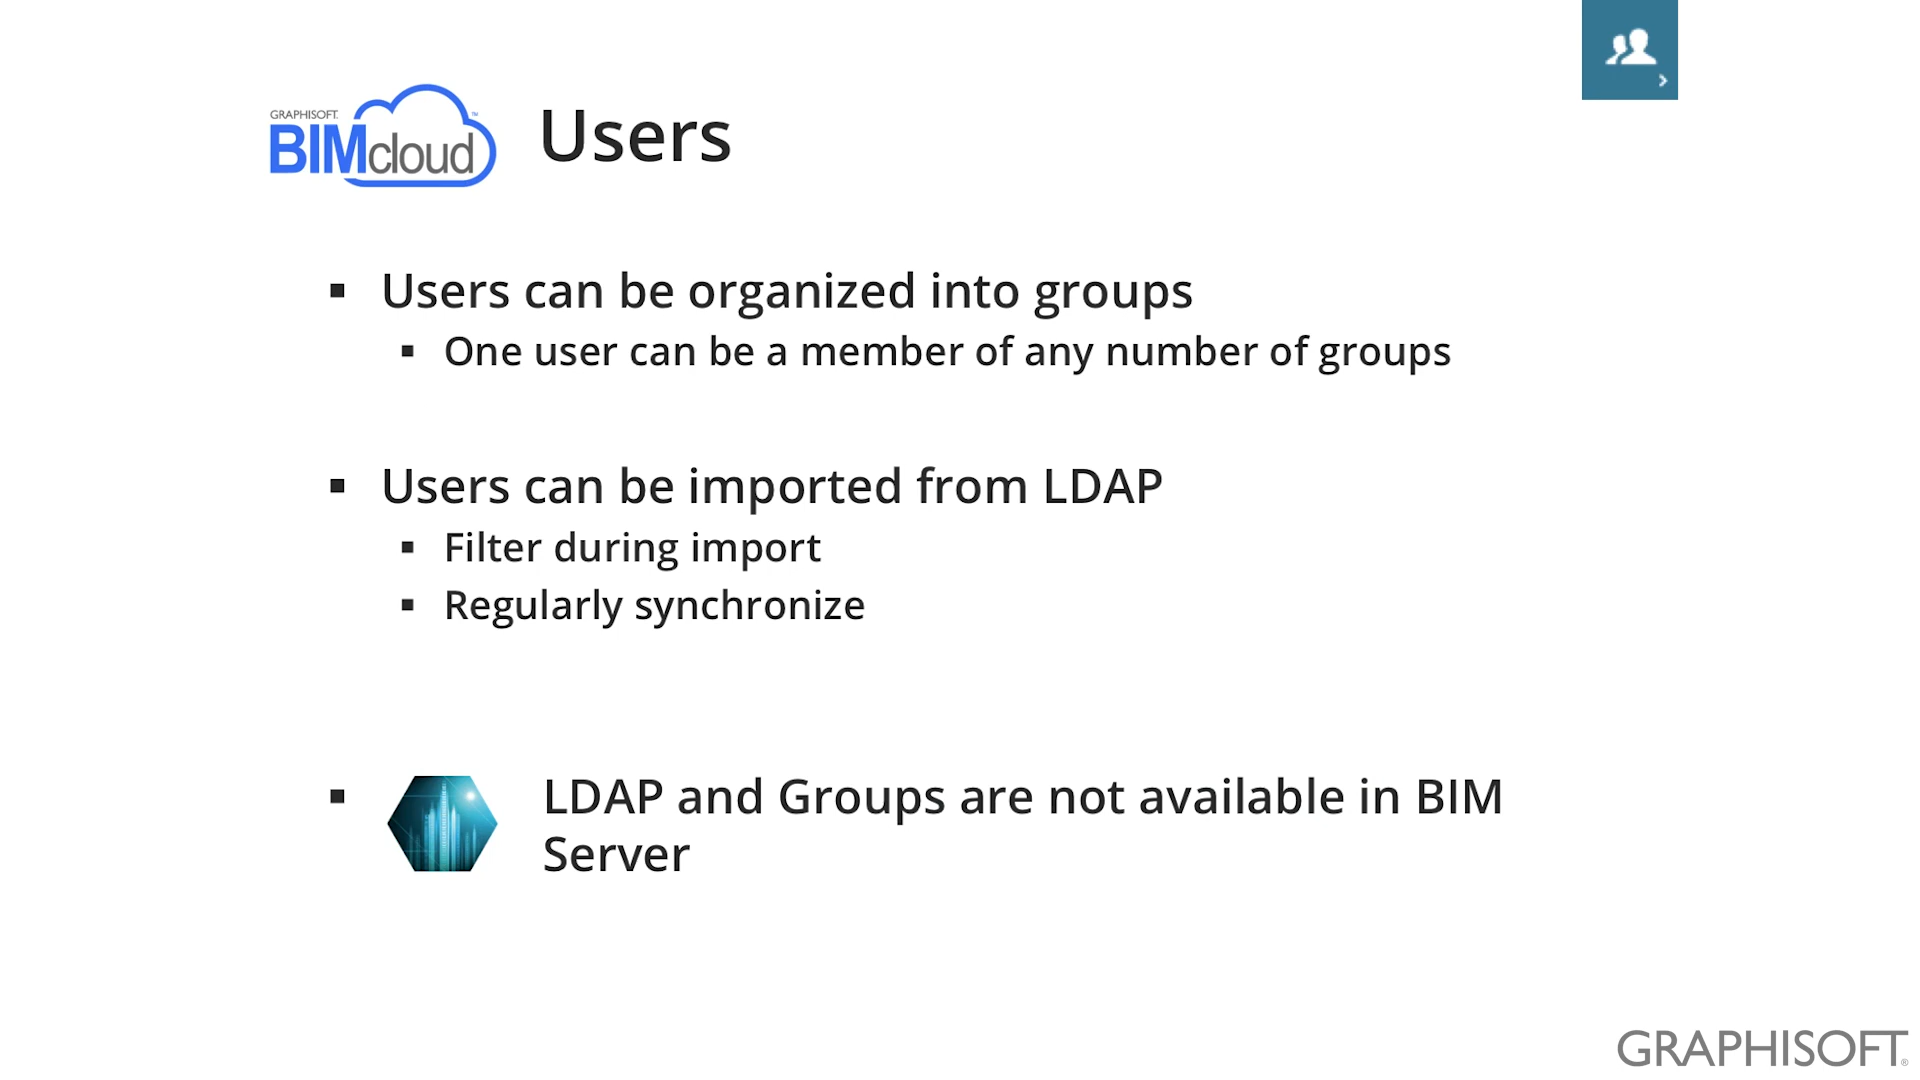 GRAPHISOFT.
BIMcloud™
Users
▪ Users can be organized into groups
▪ One user can be a member of any number of groups
▪ Users can be imported from LDAP
▪ Filter during import
▪ Regularly synchronize
▪ LDAP and Groups are not available in BIM
Server
GRAPHISOFT®